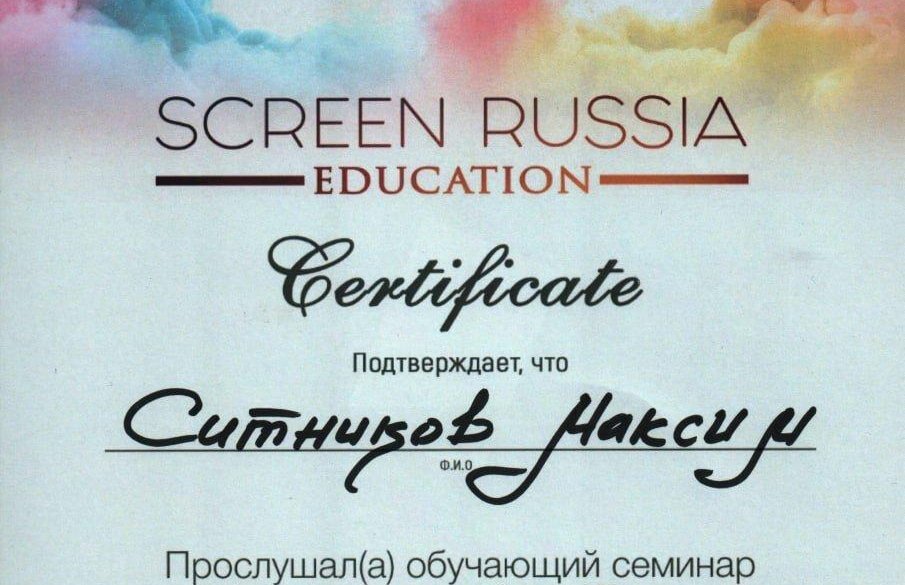 SCREEN RUSSIA
EDUCATION
Certificate
Подтверждает, что
Ситников Максим
Ф.И.О
Прослушал(а) обучающий семинар